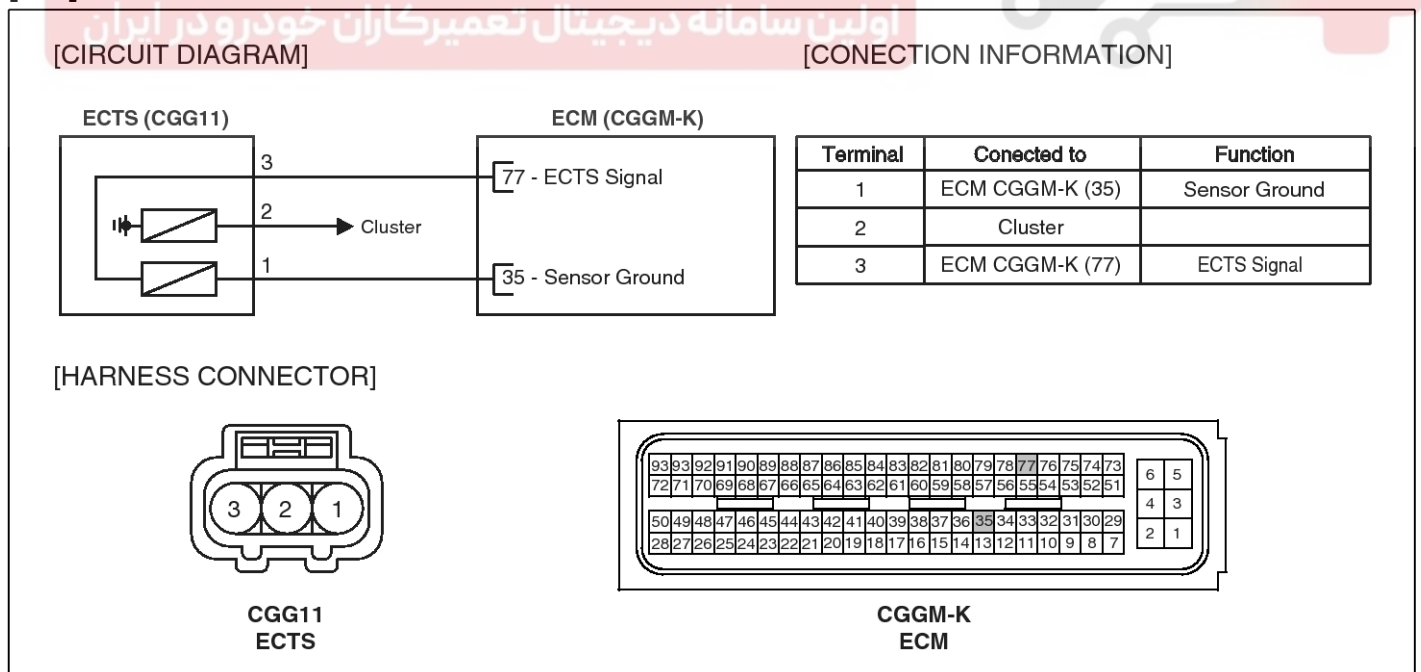 اولین سامانه دیجیتال تعمیرکاران خودرو در ایران
[CIRCUIT DIAGRAM]
[CONECTION INFORMATION]
ECTS (CGG11)
ECM (CGGM-K)
3
77 - ECTS Signal
2
Cluster
1
35 - Sensor Ground
Terminal Conected to Function
1 ECM CGGM-K (35) Sensor Ground
2 Cluster
3 ECM CGGM-K (77) ECTS Signal
[HARNESS CONNECTOR]
3 2 1
93 93 92 91 90 89 88 87 86 85 84 83 82 81 80 79 78 77 76 75 74 73
72 71 70 69 68 67 66 65 64 63 62 61 60 59 58 57 56 55 54 53 52 51
50 49 48 47 46 45 44 43 42 41 40 39 38 37 36 35 34 33 32 31 30 29
28 27 26 25 24 23 22 21 20 19 18 17 16 15 14 13 12 11 10 9 8 7
6 5
4 3
2 1
CGG11
ECTS
CGGM-K
ECM